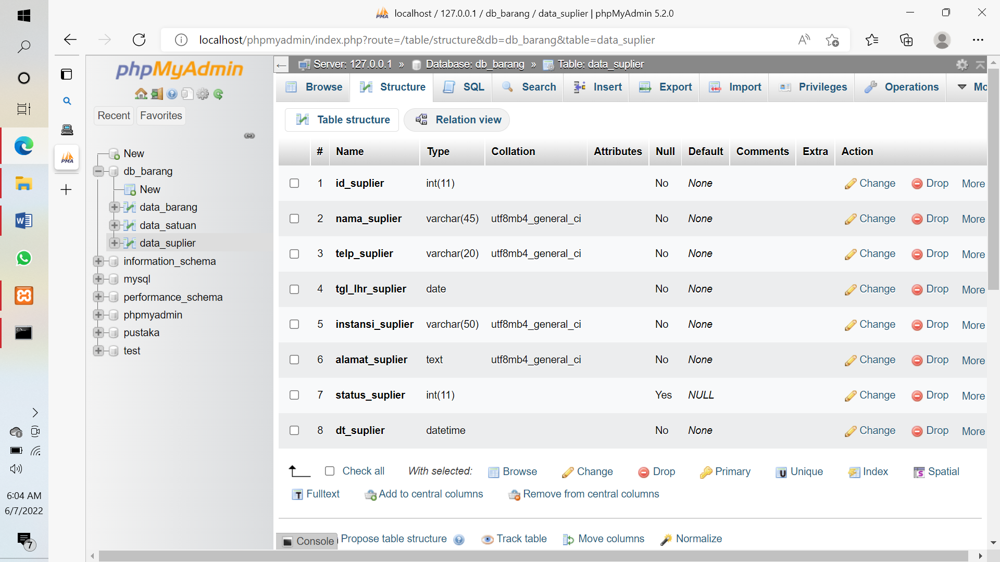 localhost / 127.0.0.1 / db_barang / data_suplier | phpMyAdmin 5.2.0
localhost/phpmyadmin/index.php?route=/table/structure&db=db_barang&table=data_suplier
phpMyAdmin
Recent Favorites
New
db_barang
New
data_barang
data_satuan
data_suplier
information_schema
mysql
performance_schema
phpmyadmin
pustaka
test
Server: 127.0.0.1 » Database: db_barang » Table: data_suplier
Browse Structure SQL Search Insert Export Import Privileges Operations Mo
Table structure Relation view
# Name Type Collation Attributes Null Default Comments Extra Action
1 id_suplier int(11) No None Change Drop More
2 nama_suplier varchar(45) utf8mb4_general_ci No None Change Drop More
3 telp_suplier varchar(20) utf8mb4_general_ci No None Change Drop More
4 tgl_lhr_suplier date No None Change Drop More
5 instansi_suplier varchar(50) utf8mb4_general_ci No None Change Drop More
6 alamat_suplier text utf8mb4_general_ci No None Change Drop More
7 status_suplier int(11) Yes NULL Change Drop More
8 dt_suplier datetime No None Change Drop More
Check all With selected: Browse Change Drop Primary Unique Index Spatial
Fulltext Add to central columns Remove from central columns
Console Propose table structure Track table Move columns Normalize
PMA
6:04 AM
6/7/2022
7